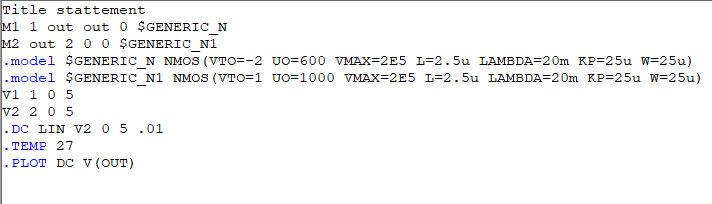 Title stattement
M1 1 out out 0 $GENERIC_N
M2 out 2 0 0 $GENERIC_N1
.model $GENERIC_N NMOS(VTO=-2 UO=600 VMAX=2E5 L=2.5u LAMBDA=20m KP=25u W=25u)
.model $GENERIC_N1 NMOS(VTO=1 UO=1000 VMAX=2E5 L=2.5u LAMBDA=20m KP=25u W=25u)
V1 1 0 5
V2 2 0 5
.DC LIN V2 0 5 .01
.TEMP 27
.PLOT DC V(OUT)